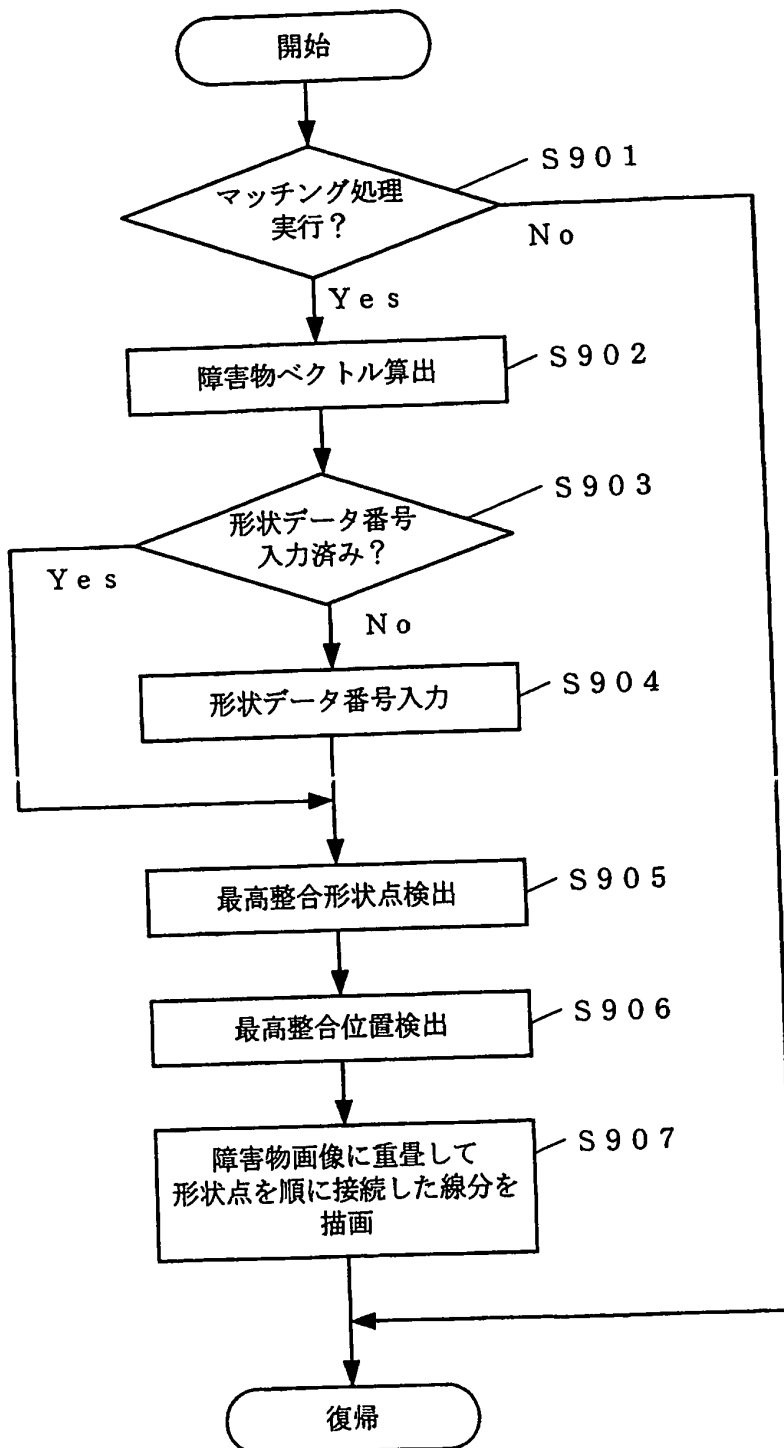 開始
S901
マッチング処理
実行？
No
Yes
S902
障害物ベクトル算出
S903
形状データ番号
入力済み？
Yes
No
S904
形状データ番号入力
S905
最高整合形状点検出
S906
最高整合位置検出
S907
障害物画像に重畳して
形状点を順に接続した線分を
描画
復帰